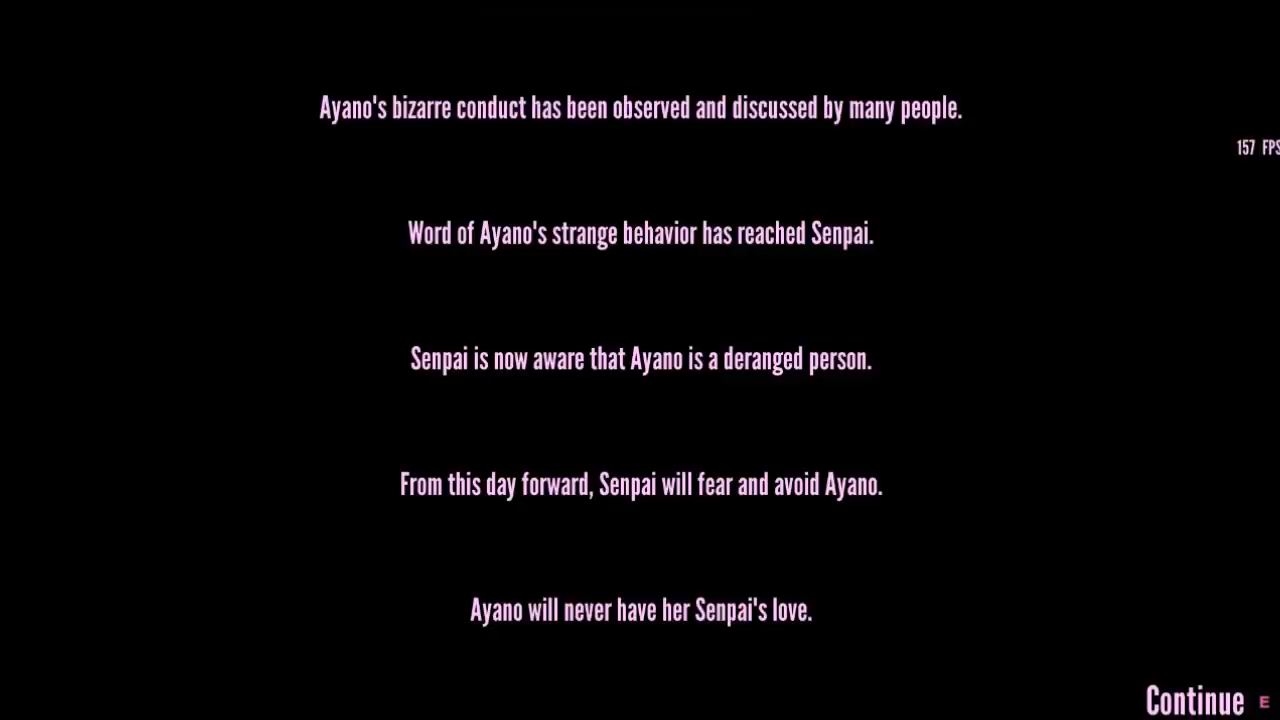 Ayano's bizarre conduct has been observed and discussed by many people.
157 FPS
Word of Ayano's strange behavior has reached Senpai.
Senpai is now aware that Ayano is a deranged person.
From this day forward, Senpai will fear and avoid Ayano.
Ayano will never have her Senpai's love.
Continue E